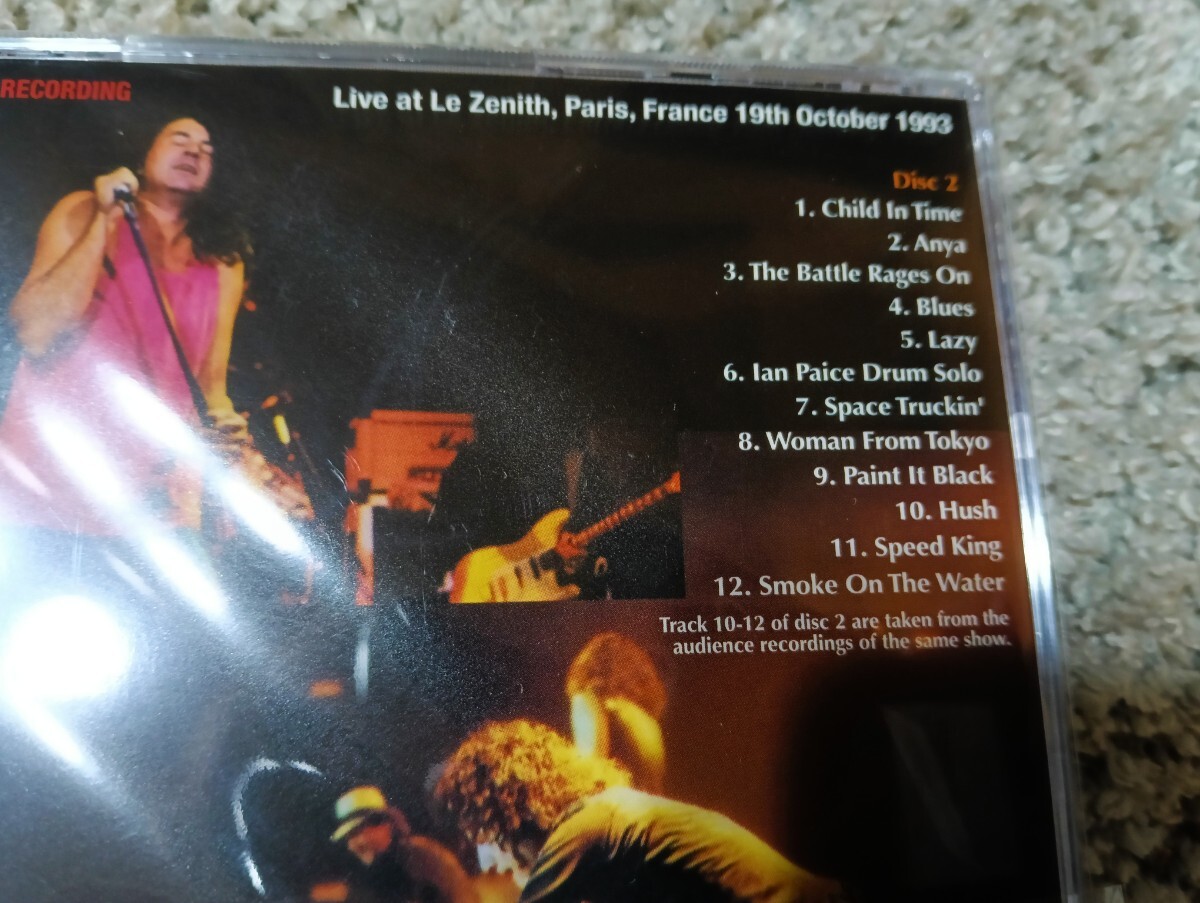 RECORDING
Live at Le Zenith, Paris, France 19th October 1993
Disc 2
1. Child In Time
2. Anya
3. The Battle Rages On
4. Blues
5. Lazy
6. Ian Paice Drum Solo
7. Space Truckin'
8. Woman From Tokyo
9. Paint It Black
10. Hush
11. Speed King
12. Smoke On The Water
Track 10-12 of disc 2 are taken from the
audience recordings of the same show.